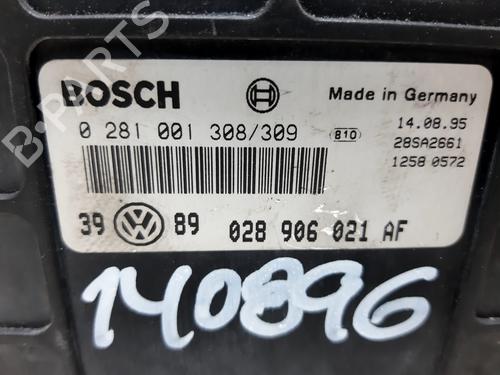 BOSCH
Made in Germany
0 281 001 308/309
810
14.08.95
28SA2661
1258 0572
39 VW 89 028 906 021 AF
140896
B-PARTS